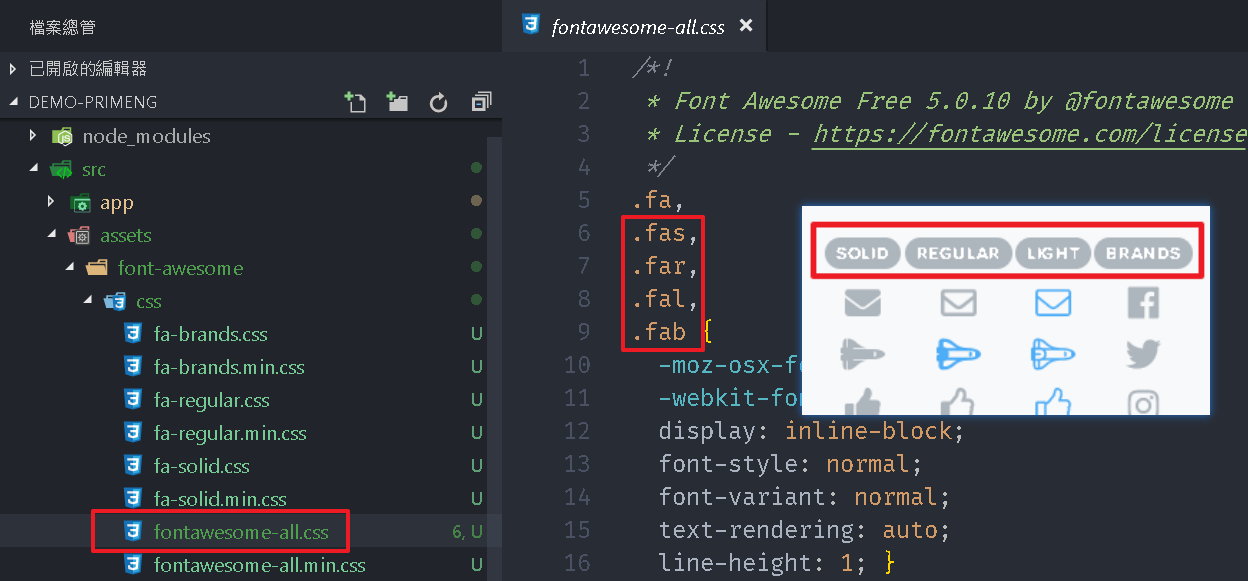 檔案總管
已開啟的編輯器
DEMO-PRIMENG
node_modules
src
app
assets
font-awesome
css
fa-brands.css U
fa-brands.min.css U
fa-regular.css U
fa-regular.min.css U
fa-solid.css U
fa-solid.min.css U
fontawesome-all.css 6, U
fontawesome-all.min.css U
fontawesome-all.css ×
1 /*!
2 * Font Awesome Free 5.0.10 by @fontawesome
3 * License - https://fontawesome.com/license
4 */
5 .fa,
6 .fas,
7 .far,
8 .fal,
9 .fab {
10 -moz-osx-fo
11 -webkit-fon
12 display: inline-block;
13 font-style: normal;
14 font-variant: normal;
15 text-rendering: auto;
16 line-height: 1; }
SOLID REGULAR LIGHT BRANDS